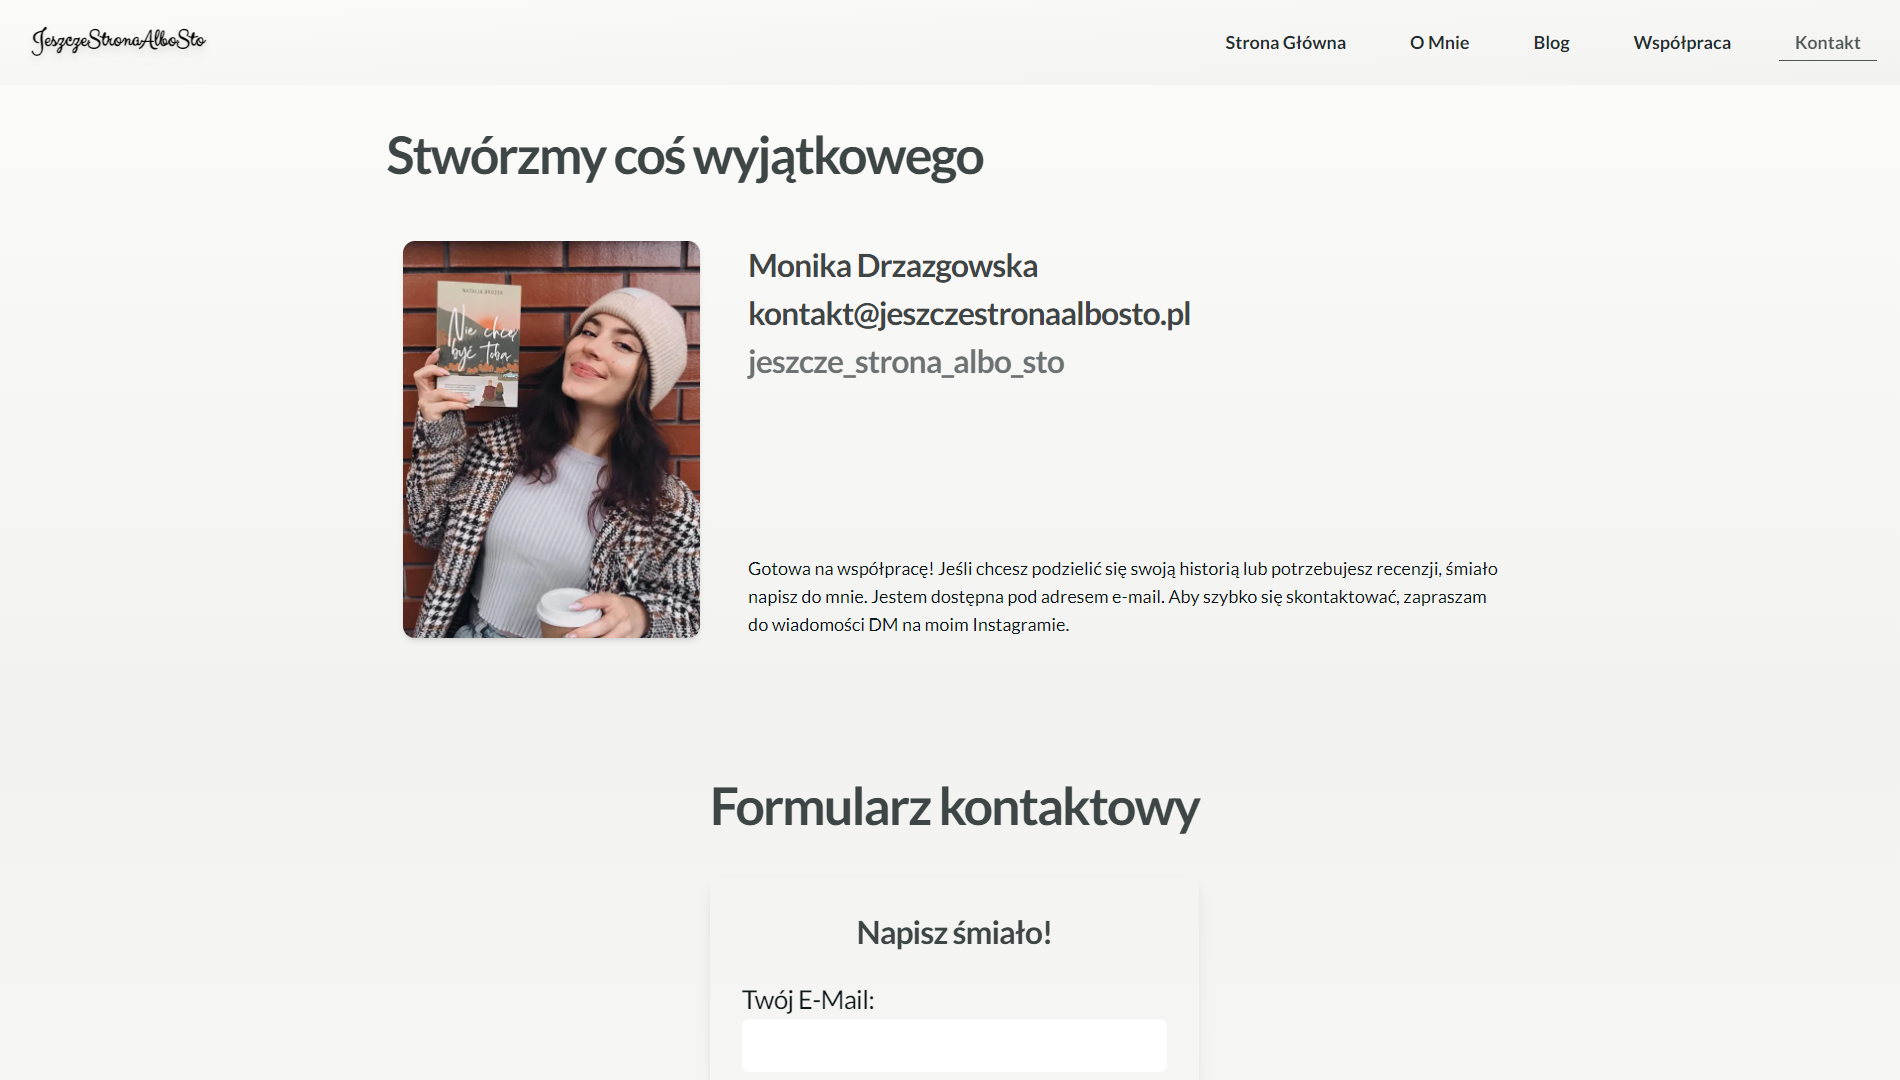 JeszczeStronaAlboSto
Strona Główna
O Mnie
Blog
Współpraca
Kontakt
Stwórzmy coś wyjątkowego
NATALIA BROŻEK
Nie chcę
być Tobą
Monika Drzazgowska
kontakt@jeszczestronaalbosto.pl
jeszcze_strona_albo_sto
Gotowa na współpracę! Jeśli chcesz podzielić się swoją historią lub potrzebujesz recenzji, śmiało
napisz do mnie. Jestem dostępna pod adresem e-mail. Aby szybko się skontaktować, zapraszam
do wiadomości DM na moim Instagramie.
Formularz kontaktowy
Napisz śmiało!
Twój E-Mail: